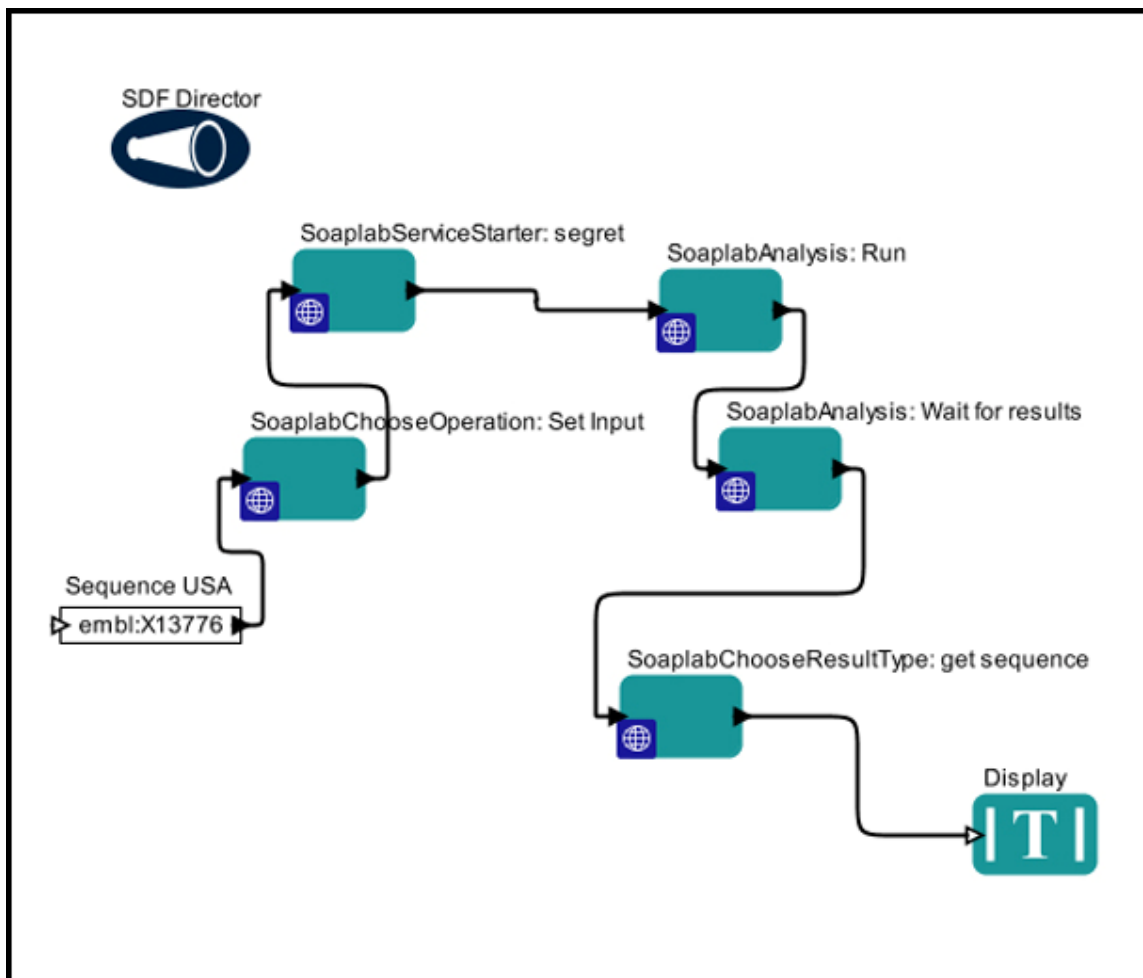 SDF Director
SoaplabServiceStarter: segret
SoaplabAnalysis: Run
SoaplabChooseOperation: Set Input
SoaplabAnalysis: Wait for results
Sequence USA
embl:X13776
SoaplabChooseResultType: get sequence
Display
T